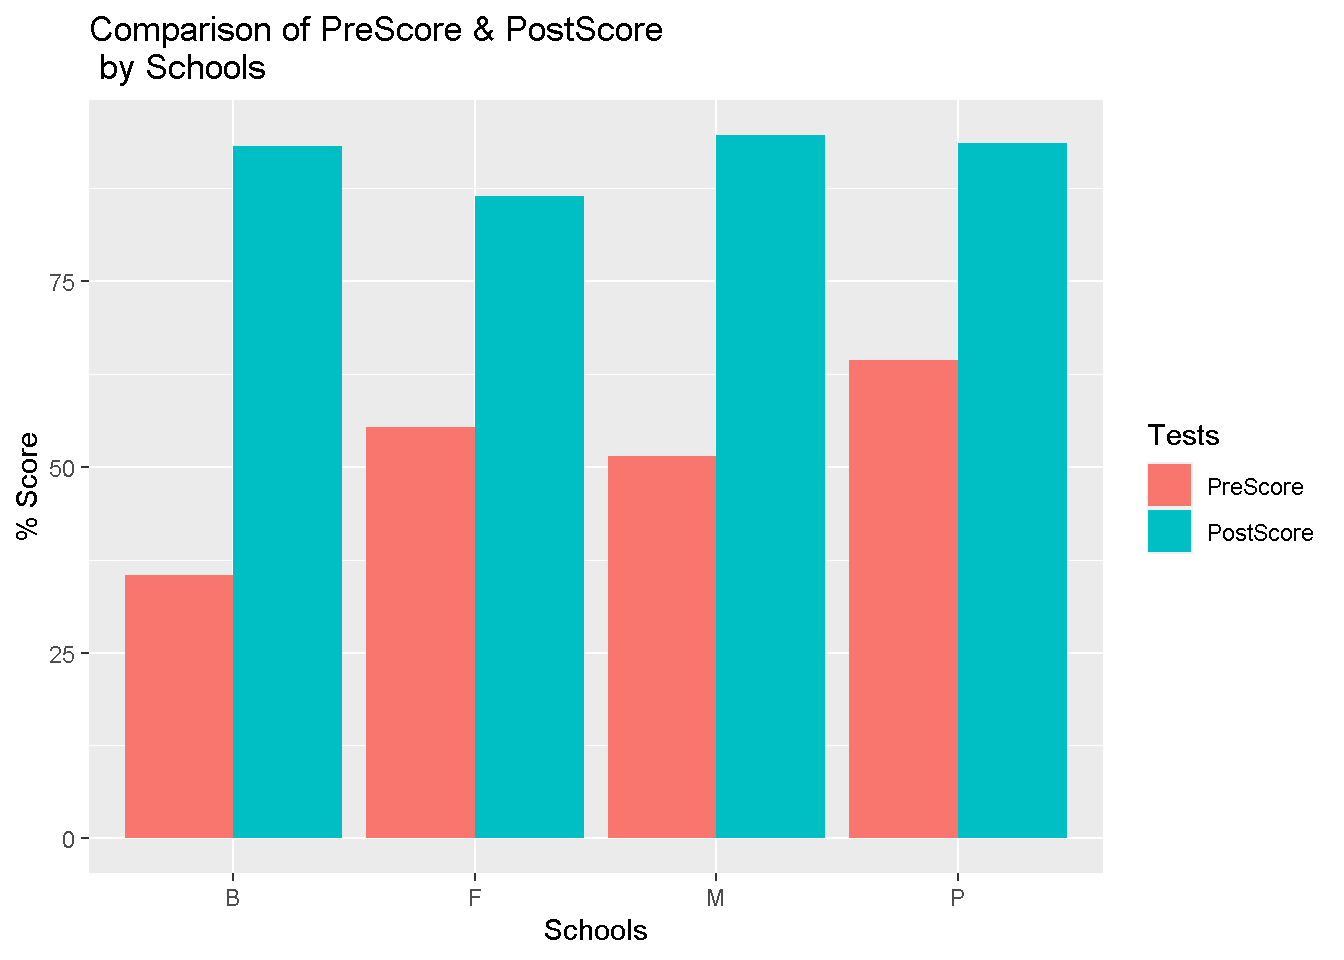 Comparison of PreScore & PostScore
by Schools
% Score
75
50
25
0
B F M P
Schools
Tests
PreScore
PostScore